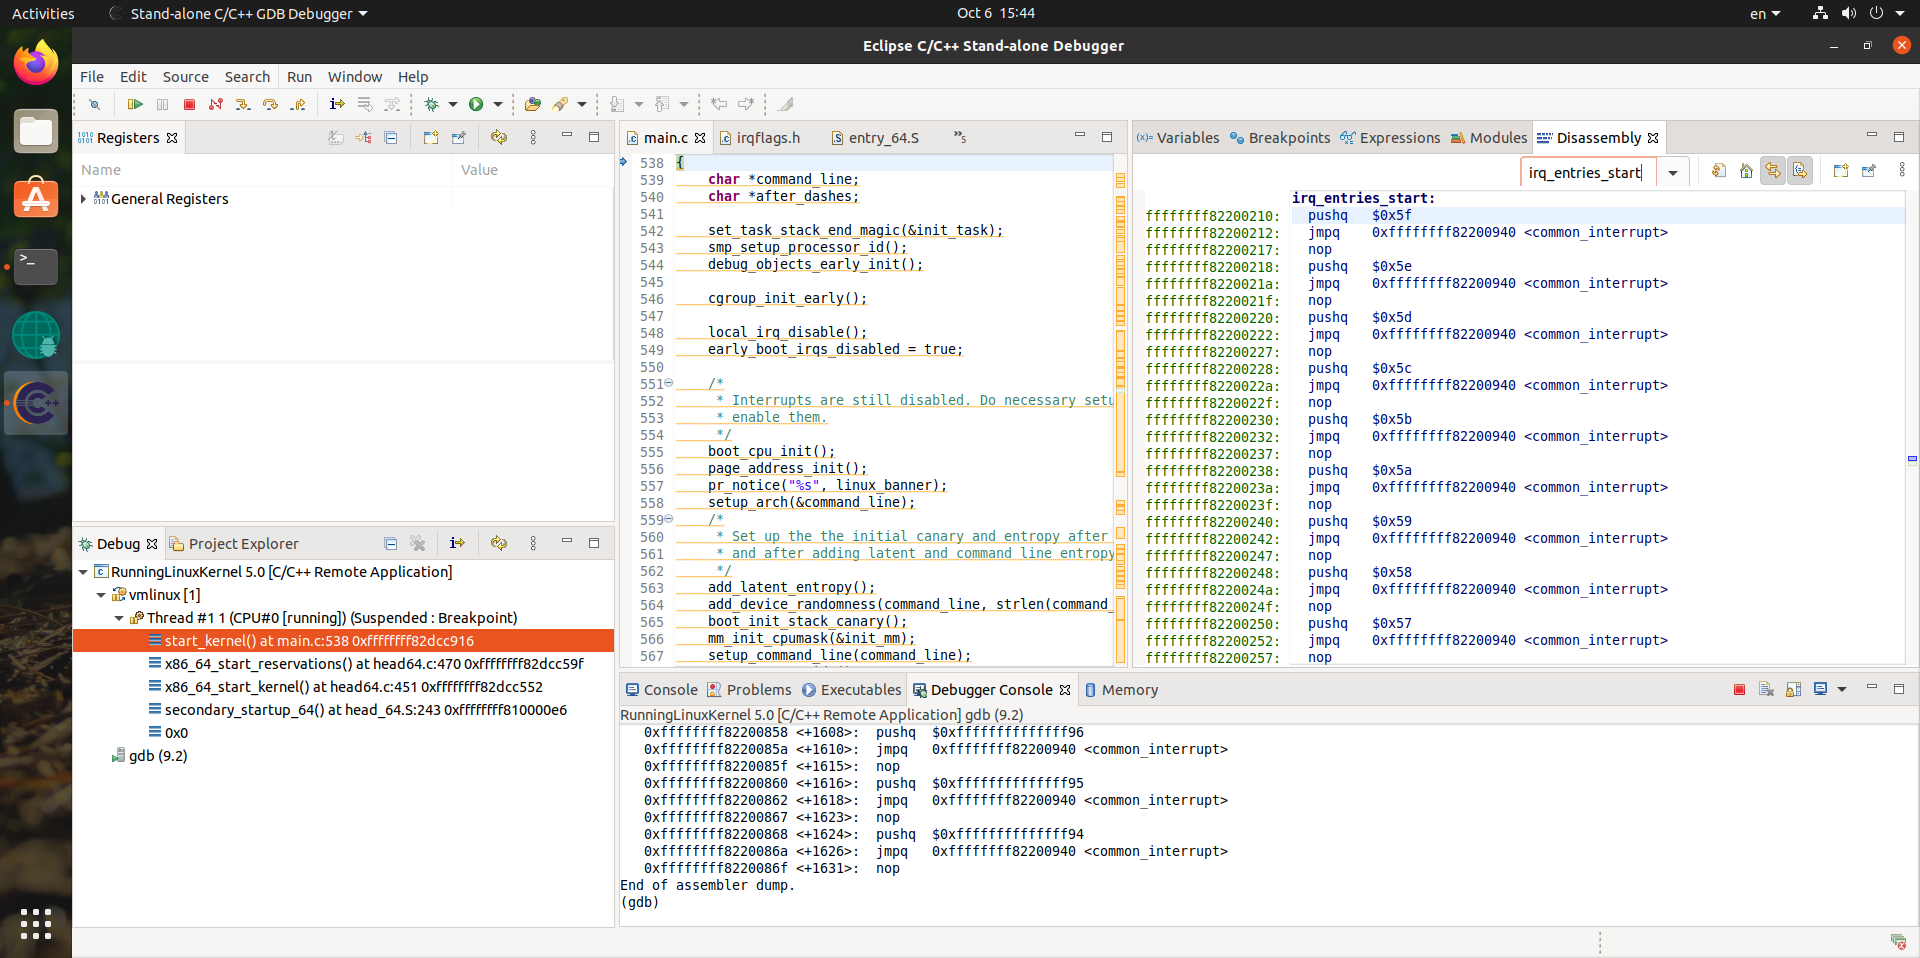 Activities
Stand-alone C/C++ GDB Debugger
Oct 6 15:44
en
Eclipse C/C++ Stand-alone Debugger
File Edit Source Search Run Window Help
Registers
Name Value
General Registers
Debug Project Explorer
RunningLinuxKernel 5.0 [C/C++ Remote Application]
vmlinux [1]
Thread #1 1 (CPU#0 [running]) (Suspended : Breakpoint)
start_kernel() at main.c:538 0xffffffff82dcc916
x86_64_start_reservations() at head64.c:470 0xffffffff82dcc59f
x86_64_start_kernel() at head64.c:451 0xffffffff82dcc552
secondary_startup_64() at head_64.S:243 0xffffffff810000e6
0x0
gdb (9.2)
main.c irqflags.h entry_64.S »5
538 {
539 char *command_line;
540 char *after_dashes;
541
542 set_task_stack_end_magic(&init_task);
543 smp_setup_processor_id();
544 debug_objects_early_init();
545
546 cgroup_init_early();
547
548 local_irq_disable();
549 early_boot_irqs_disabled = true;
550
551 /*
552 * Interrupts are still disabled. Do necessary setu
553 * enable them.
554 */
555 boot_cpu_init();
556 page_address_init();
557 pr_notice("%s", linux_banner);
558 setup_arch(&command_line);
559 /*
560 * Set up the the initial canary and entropy after
561 * and after adding latent and command line entropy
562 */
563 add_latent_entropy();
564 add_device_randomness(command_line, strlen(command_
565 boot_init_stack_canary();
566 mm_init_cpumask(&init_mm);
567 setup_command_line(command_line);
(x)= Variables Breakpoints Expressions Modules Disassembly
irq_entries_start
irq_entries_start:
ffffffff82200210: pushq $0x5f
ffffffff82200212: jmpq 0xffffffff82200940 <common_interrupt>
ffffffff82200217: nop
ffffffff82200218: pushq $0x5e
ffffffff8220021a: jmpq 0xffffffff82200940 <common_interrupt>
ffffffff8220021f: nop
ffffffff82200220: pushq $0x5d
ffffffff82200222: jmpq 0xffffffff82200940 <common_interrupt>
ffffffff82200227: nop
ffffffff82200228: pushq $0x5c
ffffffff8220022a: jmpq 0xffffffff82200940 <common_interrupt>
ffffffff8220022f: nop
ffffffff82200230: pushq $0x5b
ffffffff82200232: jmpq 0xffffffff82200940 <common_interrupt>
ffffffff82200237: nop
ffffffff82200238: pushq $0x5a
ffffffff8220023a: jmpq 0xffffffff82200940 <common_interrupt>
ffffffff8220023f: nop
ffffffff82200240: pushq $0x59
ffffffff82200242: jmpq 0xffffffff82200940 <common_interrupt>
ffffffff82200247: nop
ffffffff82200248: pushq $0x58
ffffffff8220024a: jmpq 0xffffffff82200940 <common_interrupt>
ffffffff8220024f: nop
ffffffff82200250: pushq $0x57
ffffffff82200252: jmpq 0xffffffff82200940 <common_interrupt>
ffffffff82200257: nop
Console Problems Executables Debugger Console Memory
RunningLinuxKernel 5.0 [C/C++ Remote Application] gdb (9.2)
0xffffffff82200858 <+1608>: pushq $0xffffffffffffff96
0xffffffff8220085a <+1610>: jmpq 0xffffffff82200940 <common_interrupt>
0xffffffff8220085f <+1615>: nop
0xffffffff82200860 <+1616>: pushq $0xffffffffffffff95
0xffffffff82200862 <+1618>: jmpq 0xffffffff82200940 <common_interrupt>
0xffffffff82200867 <+1623>: nop
0xffffffff82200868 <+1624>: pushq $0xffffffffffffff94
0xffffffff8220086a <+1626>: jmpq 0xffffffff82200940 <common_interrupt>
0xffffffff8220086f <+1631>: nop
End of assembler dump.
(gdb)